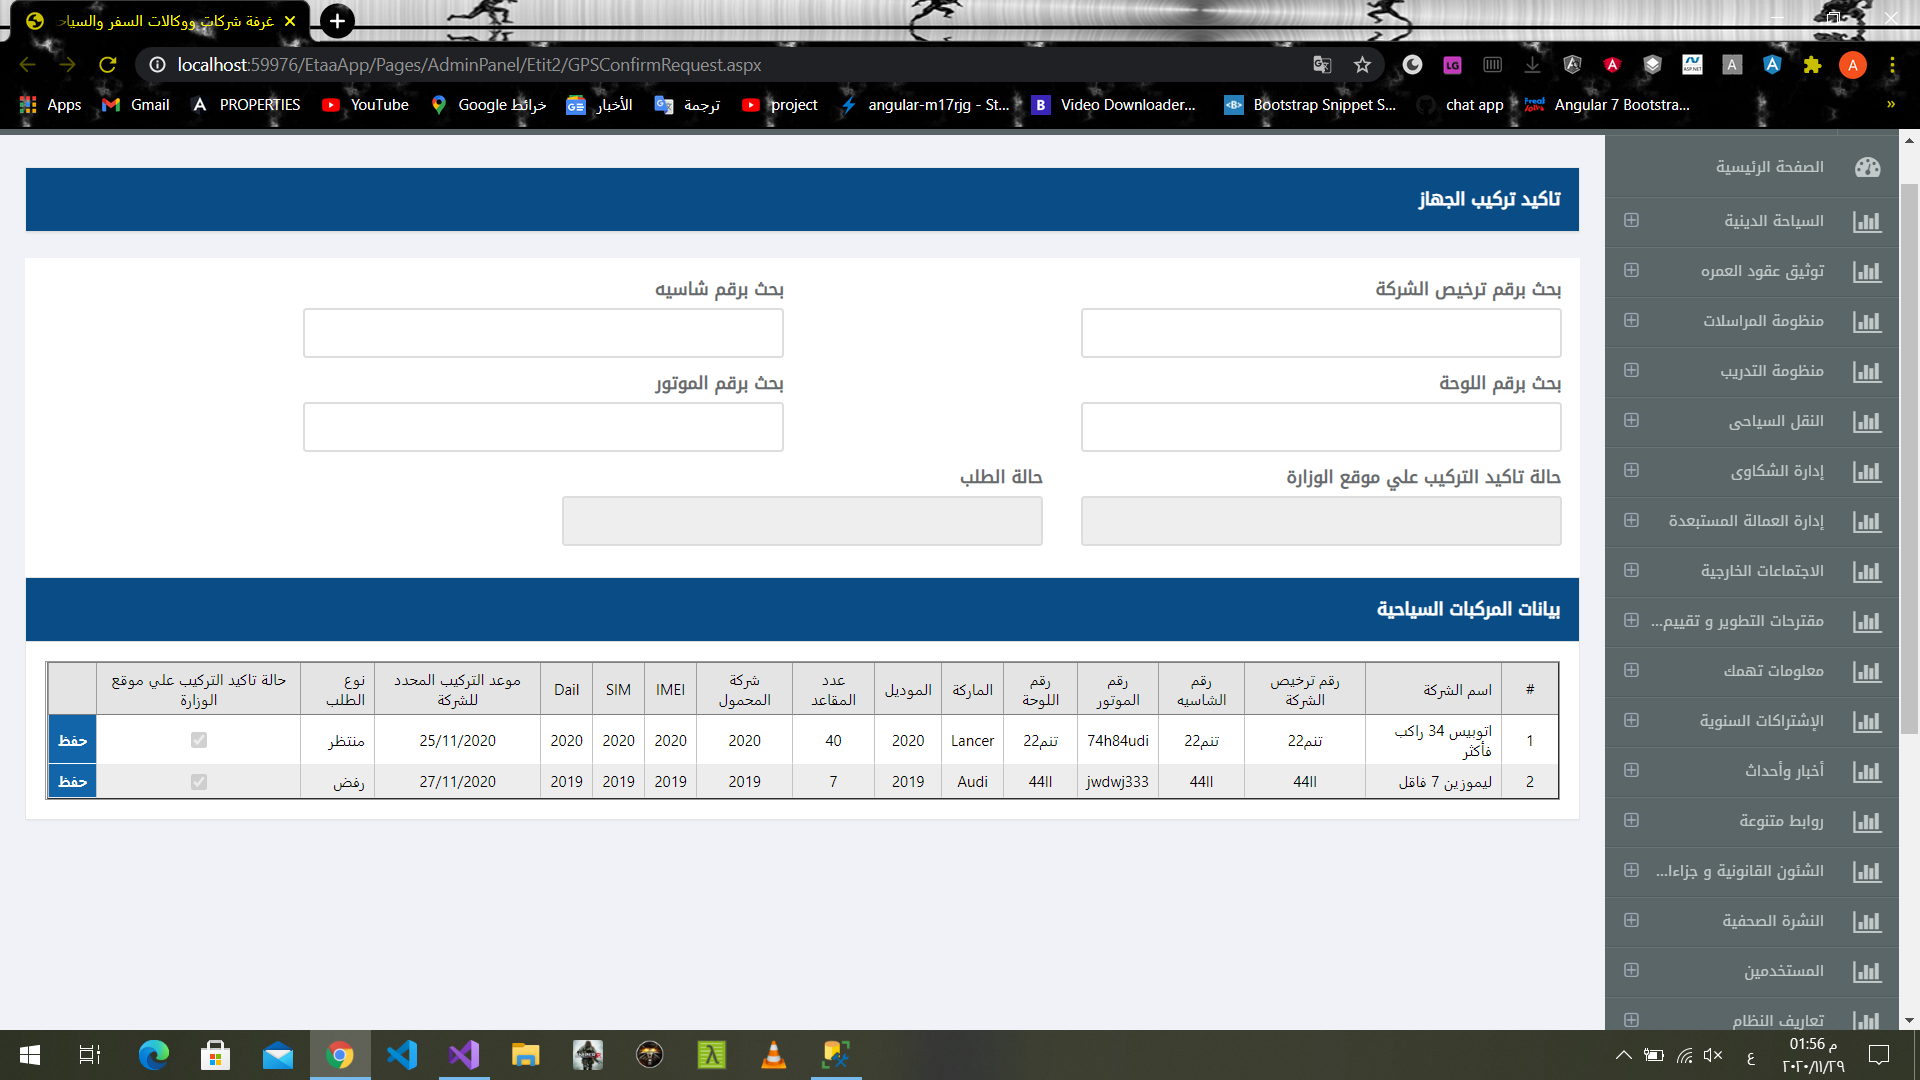 غرفة شركات ووكالات السفر والسياح
localhost:59976/EtaaApp/Pages/AdminPanel/Etit2/GPSConfirmRequest.aspx
Apps
Gmail
PROPERTIES
YouTube
خرائط Google
الأخبار
ترجمة
project
angular-m17rjg - St...
Video Downloader...
Bootstrap Snippet S...
chat app
Angular 7 Bootstra...
الصفحة الرئيسية
السياحة الدينية
توثيق عقود العمره
منظومة المراسلات
منظومة التدريب
النقل السياحى
إدارة الشكاوى
إدارة العمالة المستبعدة
الاجتماعات الخارجية
مقترحات التطوير و تقييم...
معلومات تهمك
الإشتراكات السنوية
أخبار وأحداث
روابط متنوعة
الشئون القانونية و جزاءا...
النشرة الصحفية
المستخدمين
تعاريف النظام
تاكيد تركيب الجهاز
بحث برقم ترخيص الشركة
بحث برقم شاسيه
بحث برقم اللوحة
بحث برقم الموتور
حالة تاكيد التركيب علي موقع الوزارة
حالة الطلب
بيانات المركبات السياحية
# اسم الشركة رقم ترخيص الشركة رقم الشاسيه رقم الموتور رقم اللوحة الماركة الموديل عدد المقاعد شركة المحمول IMEI SIM Dail موعد التركيب المحدد للشركة نوع الطلب حالة تاكيد التركيب علي موقع الوزارة
1 اتوبيس 34 راكب فأكثر تنم22 تنم22 74h84udi تنم22 Lancer 2020 40 2020 2020 2020 2020 25/11/2020 منتظر حفظ
2 ليموزين 7 فاقل 44اا 44اا jwdwj333 44اا Audi 2019 7 2019 2019 2019 2019 27/11/2020 رفض حفظ
ع
01:56 م
٢٠٢٠/١١/٢٩